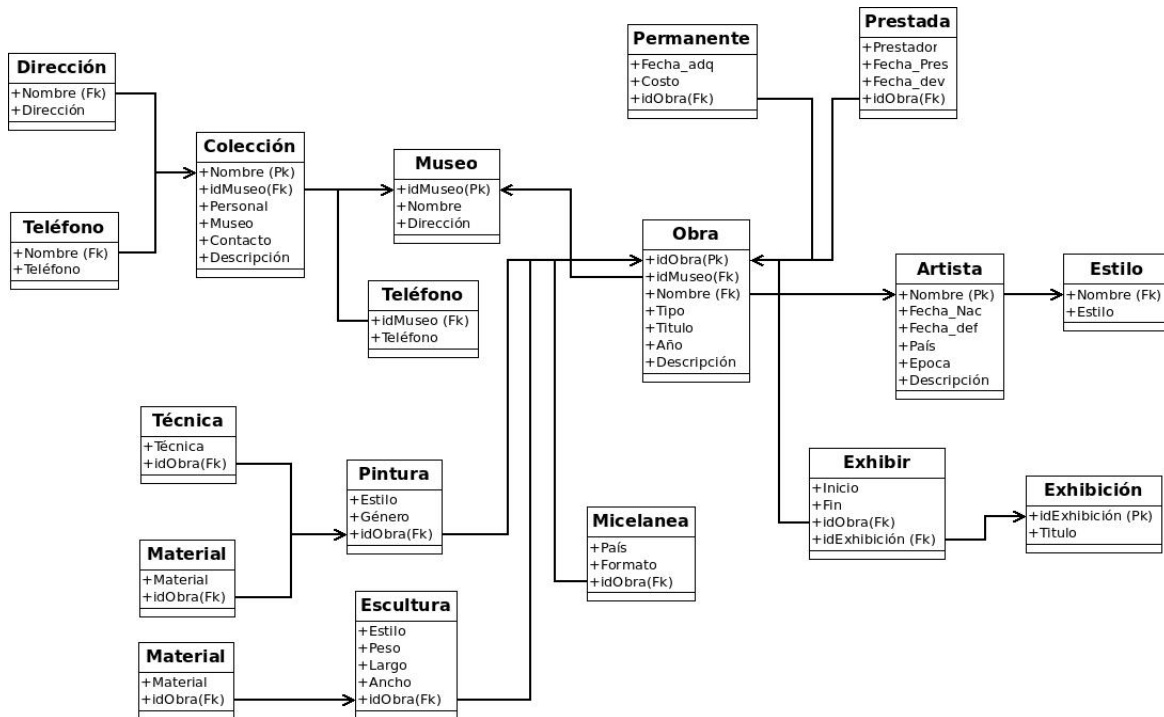 Dirección
+Nombre (Fk)
+Dirección
Teléfono
+Nombre (Fk)
+Teléfono
Colección
+Nombre (Pk)
+idMuseo(Fk)
+Personal
+Museo
+Contacto
+Descripción
Museo
+idMuseo(Pk)
+Nombre
+Dirección
Teléfono
+idMuseo (Fk)
+Teléfono
Permanente
+Fecha_adq
+Costo
+idObra(Fk)
Prestada
+Prestador
+Fecha_Pres
+Fecha_dev
+idObra(Fk)
Obra
+idObra(Pk)
+idMuseo(Fk)
+Nombre (Fk)
+Tipo
+Titulo
+Año
+Descripción
Artista
+Nombre (Pk)
+Fecha_Nac
+Fecha_def
+País
+Epoca
+Descripción
Estilo
+Nombre (Fk)
+Estilo
Técnica
+Técnica
+idObra(Fk)
Material
+Material
+idObra(Fk)
Material
+Material
+idObra(Fk)
Pintura
+Estilo
+Género
+idObra(Fk)
Escultura
+Estilo
+Peso
+Largo
+Ancho
+idObra(Fk)
Micelanea
+País
+Formato
+idObra(Fk)
Exhibir
+Inicio
+Fin
+idObra(Fk)
+idExhibición (Fk)
Exhibición
+idExhibición (Pk)
+Titulo